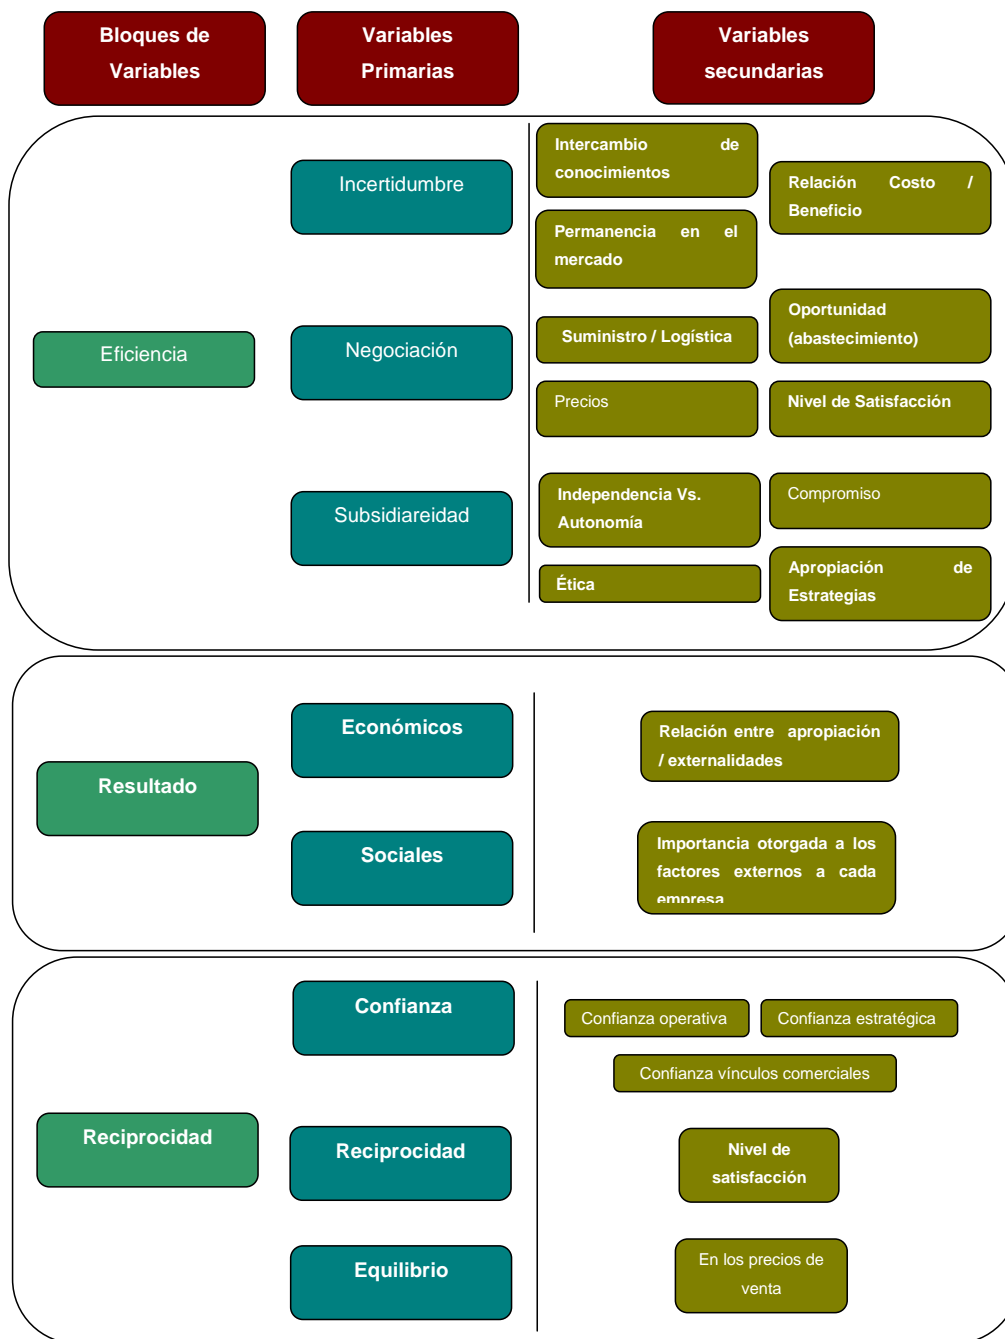 Bloques de
Variables
Variables
Primarias
Variables
secundarias
Incertidumbre
Intercambio de
conocimientos
Relación Costo /
Beneficio
Permanencia en el
mercado
Eficiencia
Negociación
Suministro / Logística
Oportunidad
(abastecimiento)
Precios
Nivel de Satisfacción
Subsidiareidad
Independencia Vs.
Autonomía
Compromiso
Ética
Apropiación de
Estrategias
Resultado
Económicos
Relación entre apropiación
/ externalidades
Sociales
Importancia otorgada a los
factores externos a cada
empresa
Reciprocidad
Confianza
Confianza operativa
Confianza estratégica
Confianza vínculos comerciales
Reciprocidad
Nivel de
satisfacción
Equilibrio
En los precios de
venta